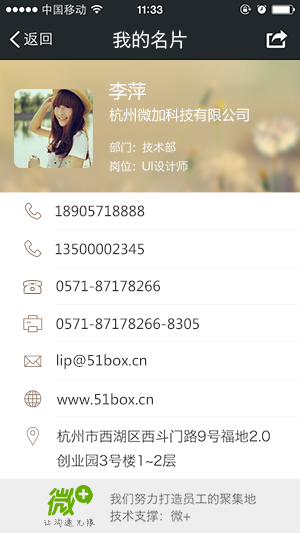 中国移动
11:33
返回
我的名片
李萍
杭州微加科技有限公司
部门：技术部
岗位：UI设计师
18905718888
13500002345
0571-87178266
0571-87178266-8305
lip@51box.cn
www.51box.cn
杭州市西湖区西斗门路9号福地2.0
创业园3号楼1~2层
微+
让沟通无限
我们努力打造员工的聚集地
技术支撑：微+